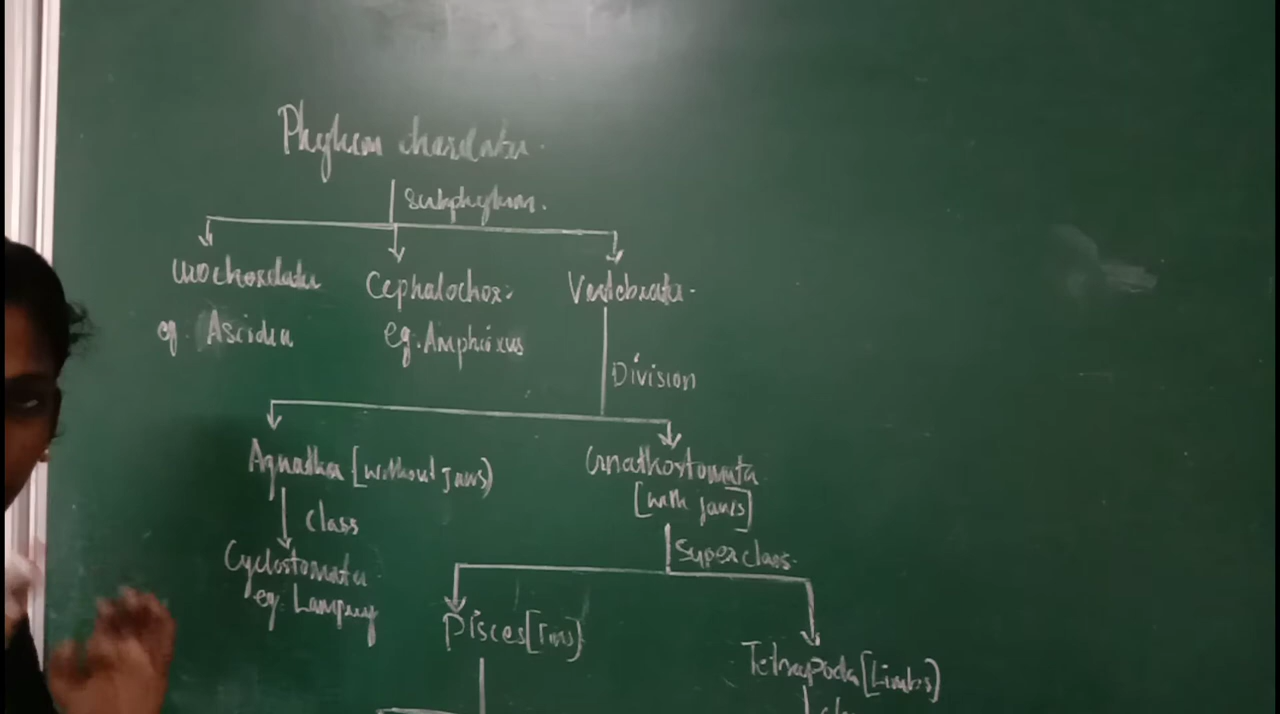 Phylum chordata.
Subphylum.
Urochordata Cephalochor. Vertebrata.
eg. Ascidia eg. Amphioxus
Division
Agnatha [without jaws) Gnathostomata
[with jaws]
class
Superclass.
Cyclostomata.
eg. Lamprey
Pisces [Fins]
Tetrapoda [Limbs)